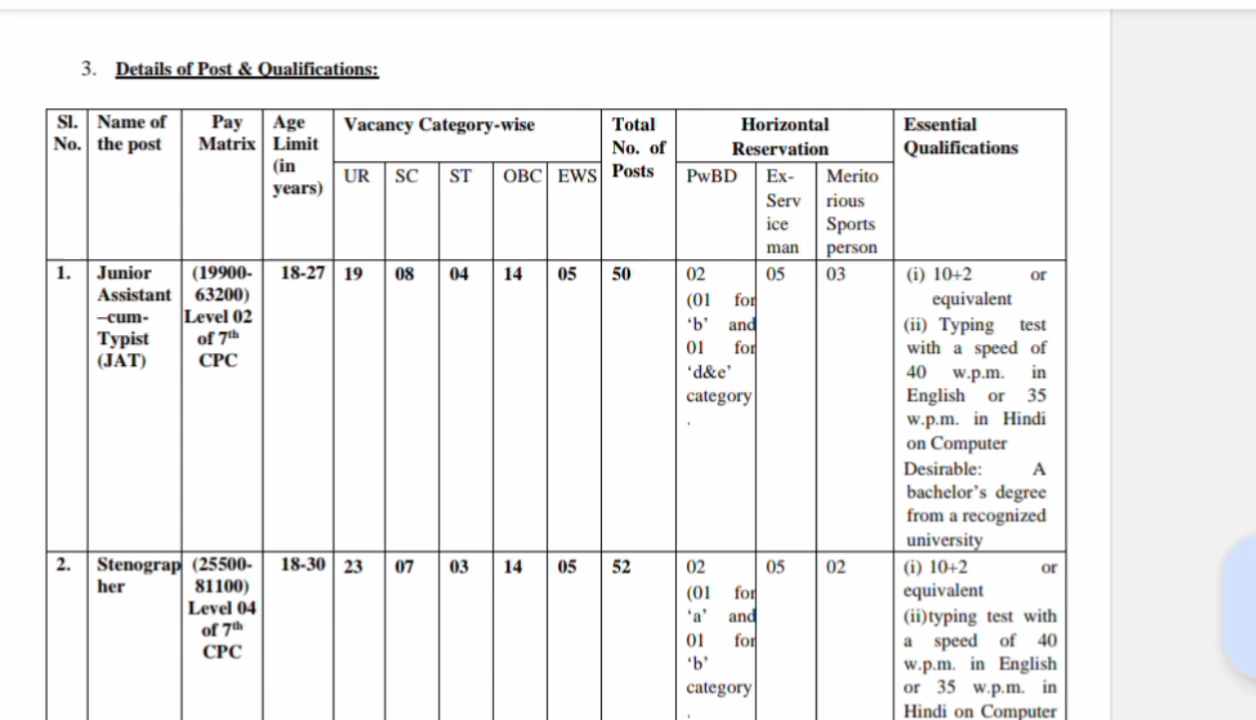 3. Details of Post & Qualifications:
Sl. No. | Name of the post | Pay Matrix | Age Limit (in years) | Vacancy Category-wise | Total No. of Posts | Horizontal Reservation | Essential Qualifications
UR | SC | ST | OBC | EWS | PwBD | Ex-Serv ice man | Merito rious Sports person
1. | Junior Assistant –cum- Typist (JAT) | (19900-63200) Level 02 of 7th CPC | 18-27 | 19 | 08 | 04 | 14 | 05 | 50 | 02 (01 for ‘b’ and 01 for ‘d&e’ category . | 05 | 03 | (i) 10+2 or equivalent (ii) Typing test with a speed of 40 w.p.m. in English or 35 w.p.m. in Hindi on Computer Desirable: A bachelor’s degree from a recognized university
2. | Stenograp her | (25500-81100) Level 04 of 7th CPC | 18-30 | 23 | 07 | 03 | 14 | 05 | 52 | 02 (01 for ‘a’ and 01 for ‘b’ category . | 05 | 02 | (i) 10+2 or equivalent (ii)typing test with a speed of 40 w.p.m. in English or 35 w.p.m. in Hindi on Computer